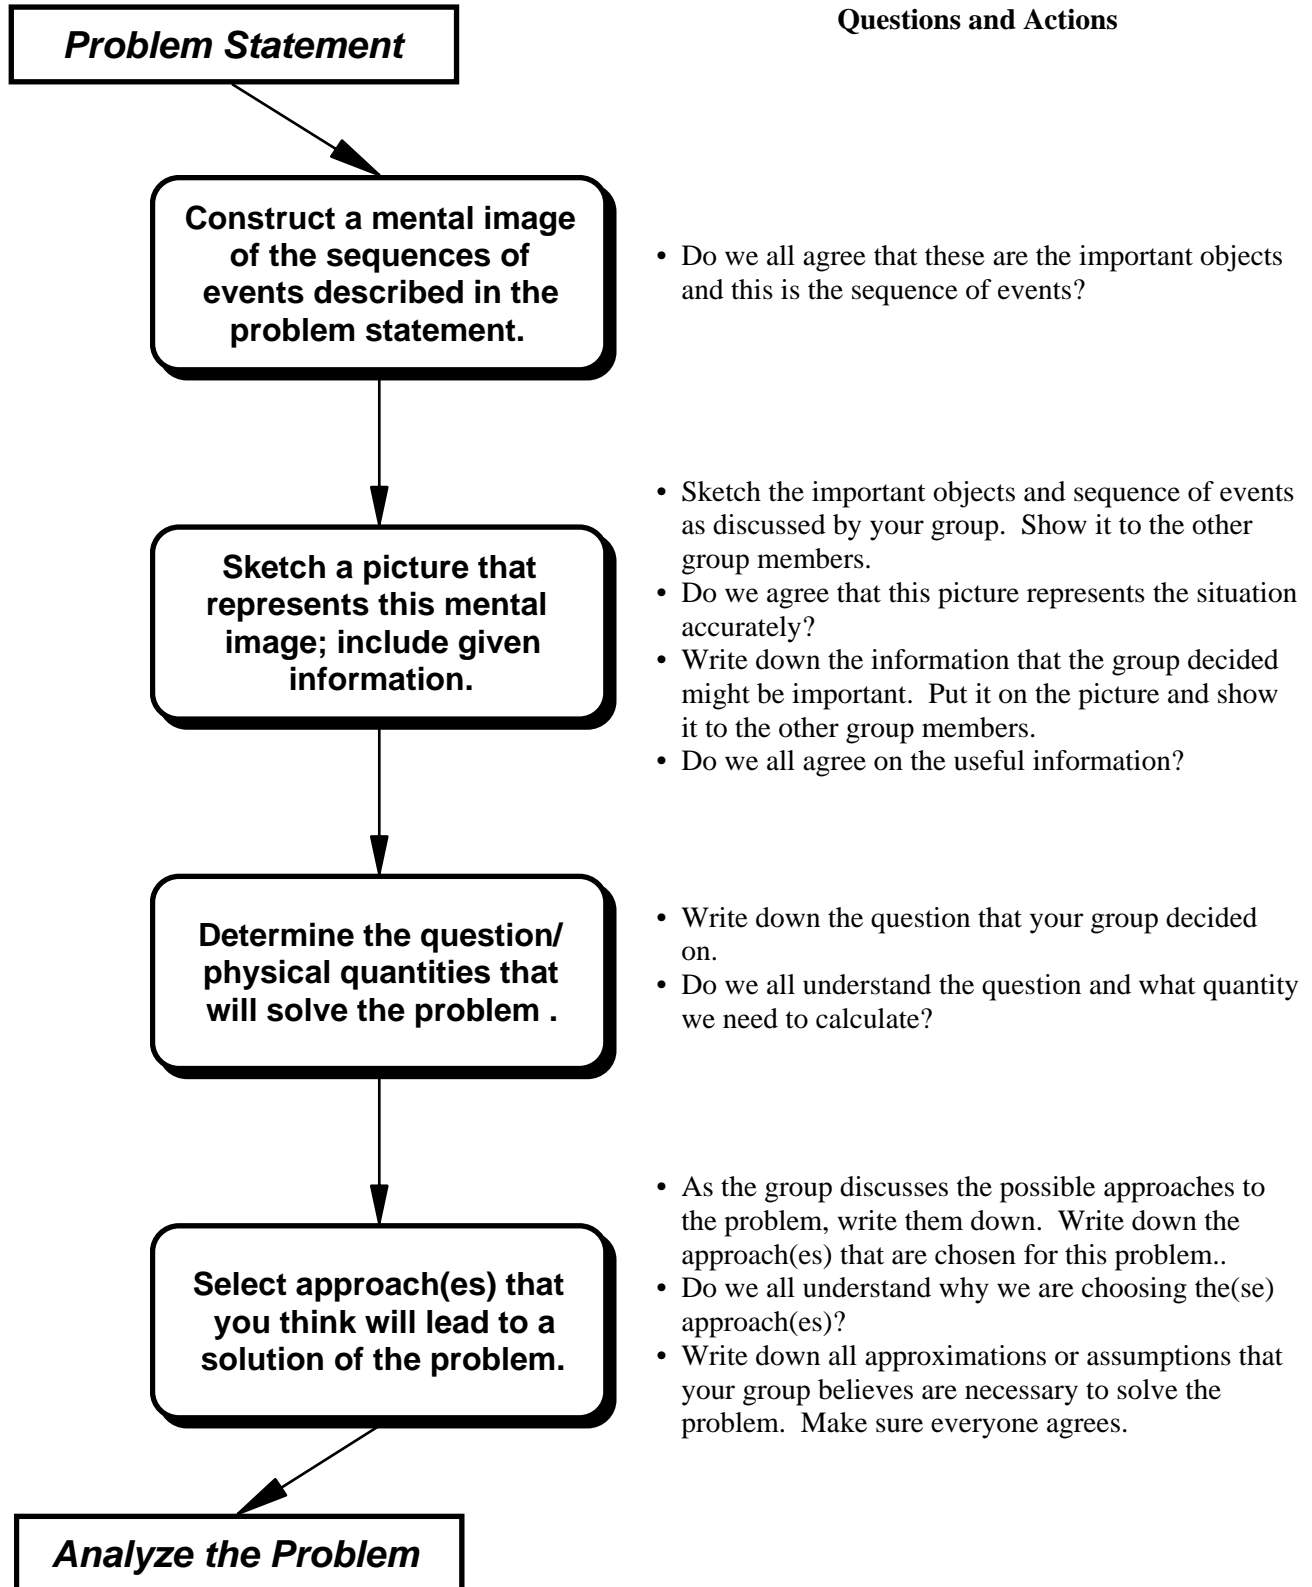 Questions and Actions
Problem Statement
Construct a mental image
of the sequences of
events described in the
problem statement.
• Do we all agree that these are the important objects
and this is the sequence of events?
Sketch a picture that
represents this mental
image; include given
information.
• Sketch the important objects and sequence of events
as discussed by your group.  Show it to the other
group members.
• Do we agree that this picture represents the situation
accurately?
• Write down the information that the group decided
might be important.  Put it on the picture and show
it to the other group members.
• Do we all agree on the useful information?
Determine the question/
physical quantities that
will solve the problem .
• Write down the question that your group decided
on.
• Do we all understand the question and what quantity
we need to calculate?
Select approach(es) that
you think will lead to a
solution of the problem.
• As the group discusses the possible approaches to
the problem, write them down.  Write down the
approach(es) that are chosen for this problem..
• Do we all understand why we are choosing the(se)
approach(es)?
• Write down all approximations or assumptions that
your group believes are necessary to solve the
problem.  Make sure everyone agrees.
Analyze the Problem